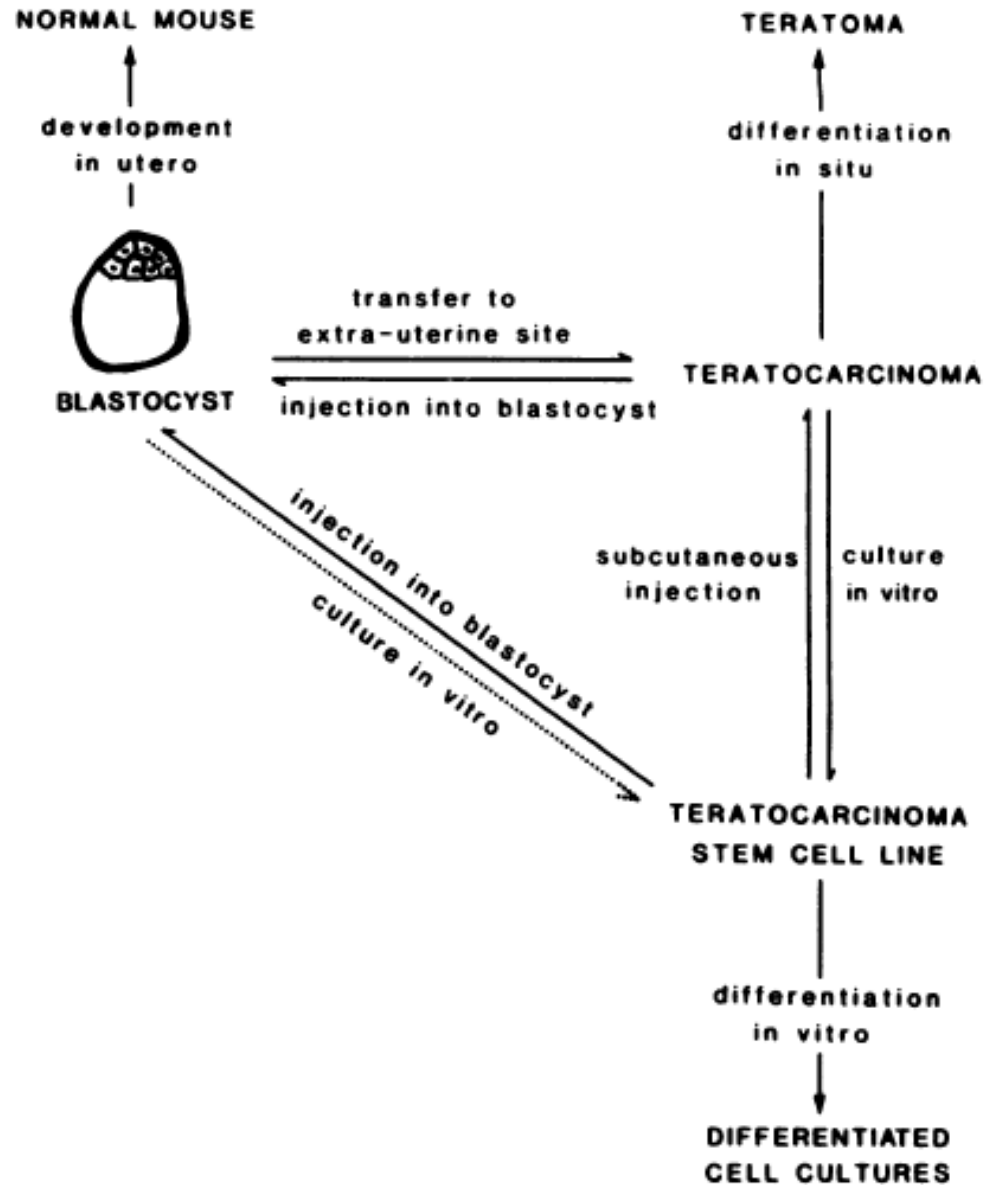 NORMAL MOUSE
TERATOMA
development
in utero
differentiation
in situ
transfer to
extra-uterine site
BLASTOCYST
TERATOCARCINOMA
injection into blastocyst
injection into blastocyst
culture in vitro
subcutaneous
injection
culture
in vitro
TERATOCARCINOMA
STEM CELL LINE
differentiation
in vitro
DIFFERENTIATED
CELL CULTURES